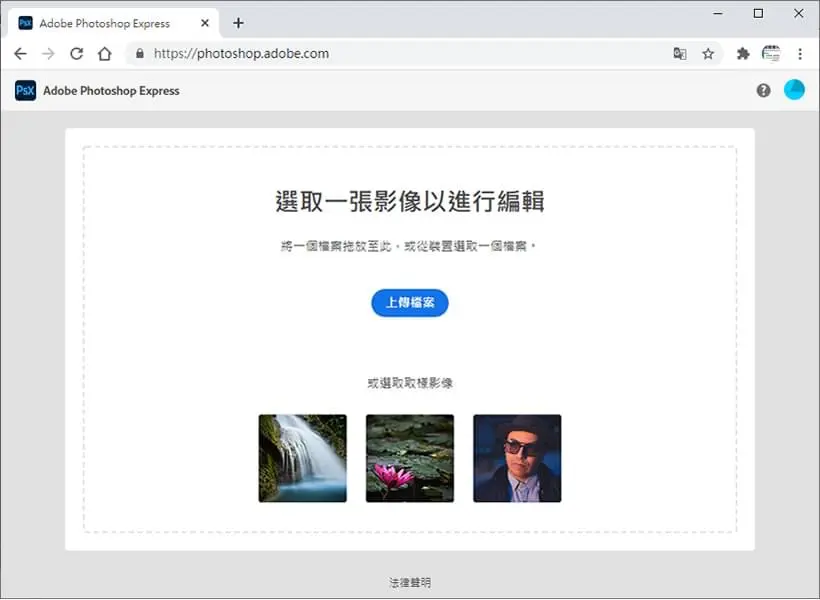 Adobe Photoshop Express
https://photoshop.adobe.com
PsX Adobe Photoshop Express
選取一張影像以進行編輯
將一個檔案拖放至此,或從裝置選取一個檔案。
上傳檔案
或選取取樣影像
法律聲明